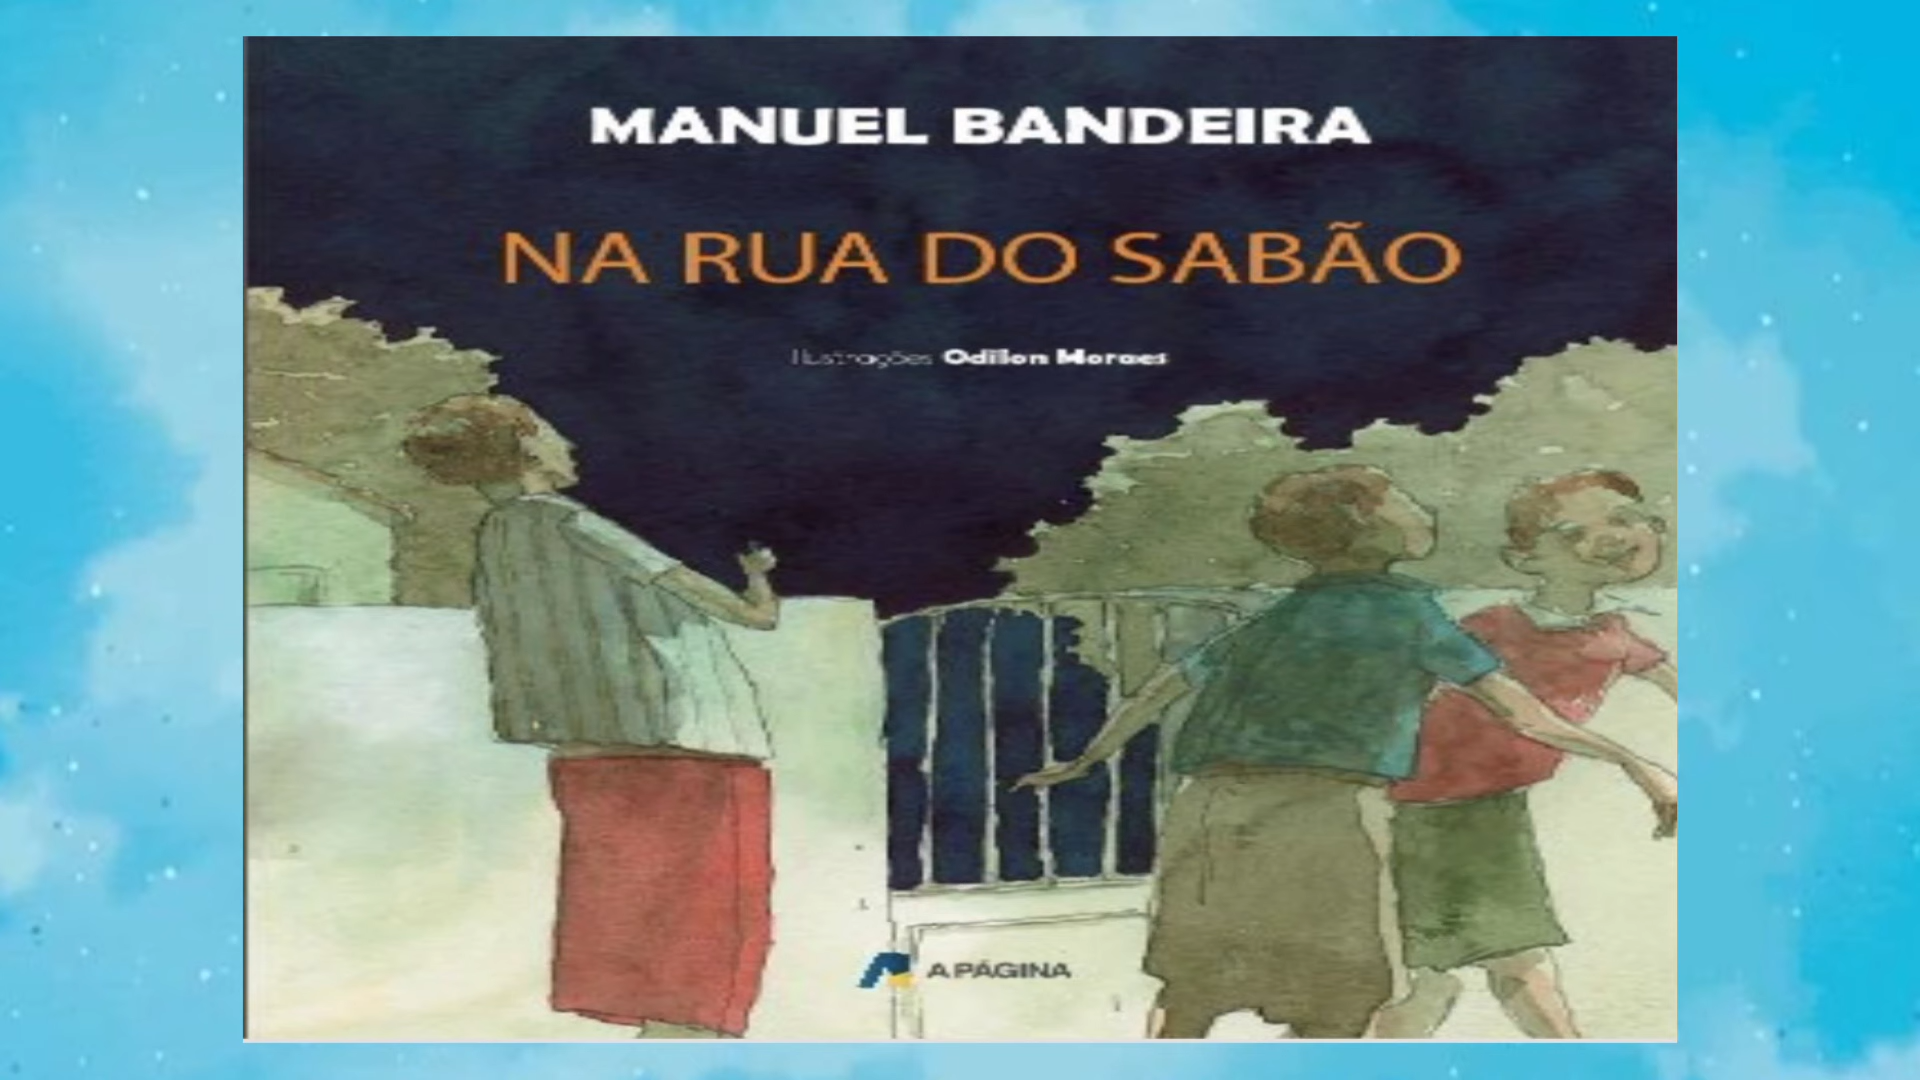 MANUEL BANDEIRA
NA RUA DO SABÃO
Ilustrações Odilon Moraes
A PÁGINA